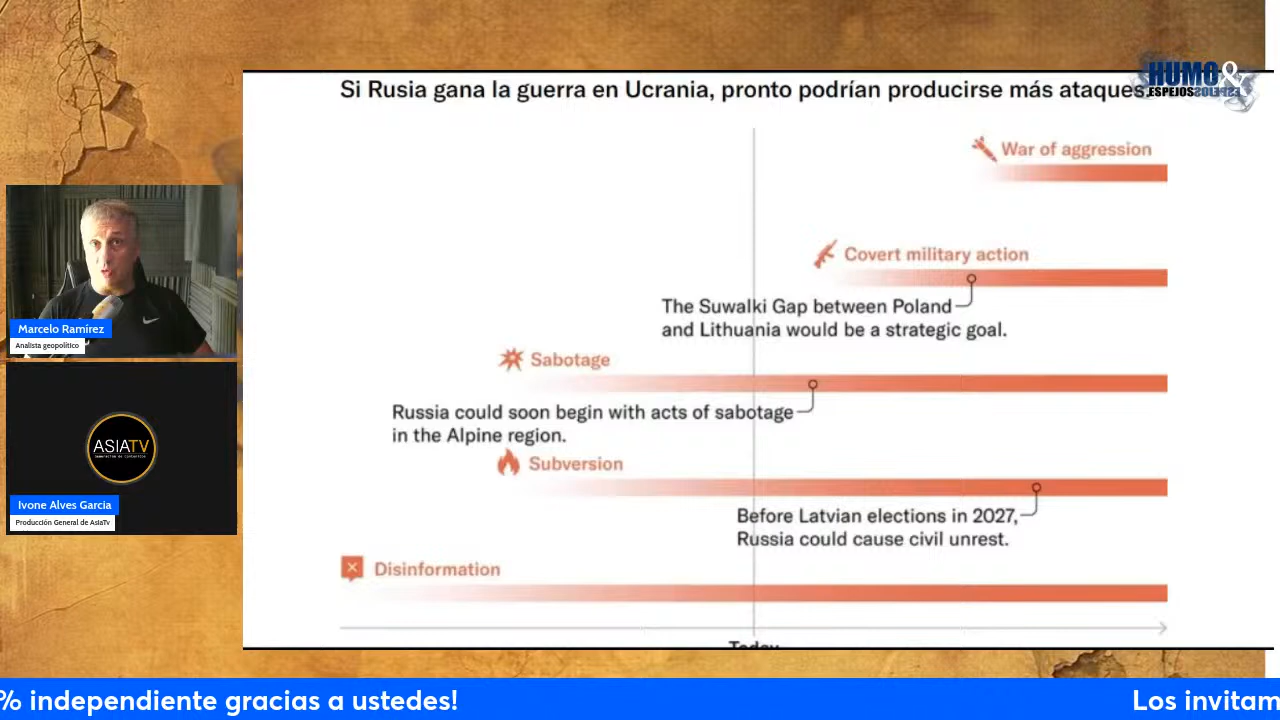 Si Rusia gana la guerra en Ucrania, pronto podrían producirse más ataques.
HUMO&
ESPEJOS
War of aggression
Covert military action
The Suwalki Gap between Poland
and Lithuania would be a strategic goal.
Sabotage
Russia could soon begin with acts of sabotage
in the Alpine region.
Subversion
Before Latvian elections in 2027,
Russia could cause civil unrest.
Disinformation
Today
Marcelo Ramírez
Analista geopolítico
ASIATV
Ivone Alves Garcia
Producción General de AsiaTv
% independiente gracias a ustedes!
Los invitam